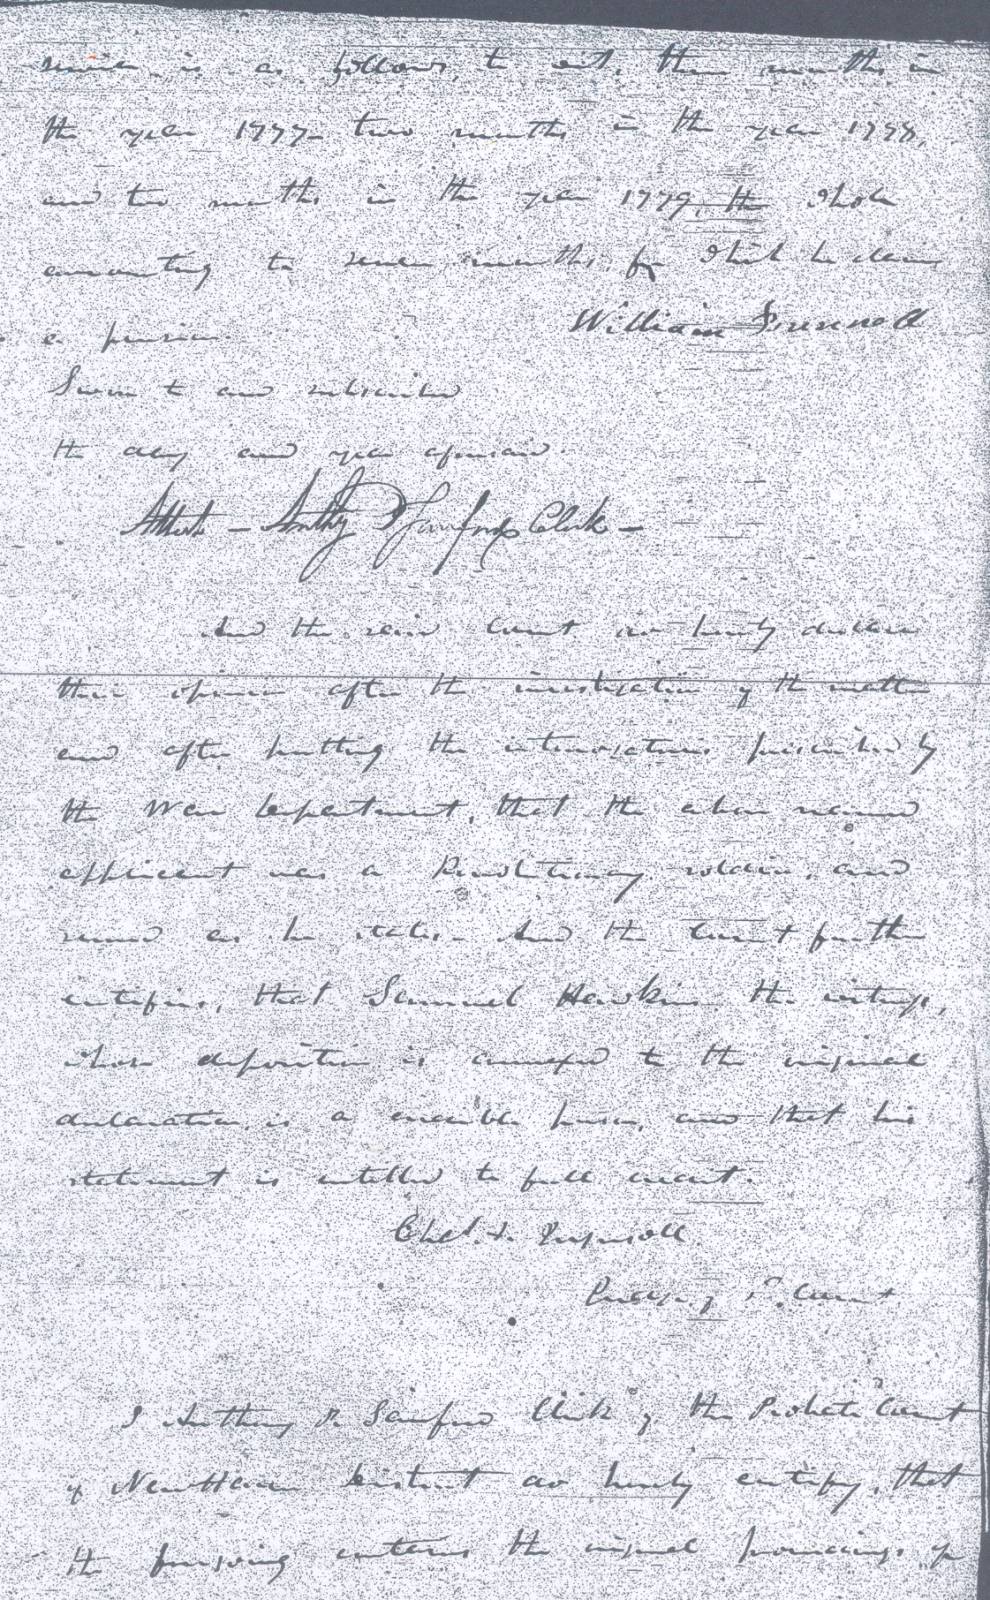 service is as follows, to wit, three months in
the year 1777– two months in the year 1778,
and two months in the year 1779, the whole
amounting to seven months, for which he claims
a pension.
William
Sworn to and subscribed
the day and year aforesaid.
Attest – Anthy P Sanford Clerk –
And the said Court do hereby declare
their opinion after the investigation of the matter
and after putting the interrogatories prescribed by
the War Department, that the above named
applicant was a Revolutionary soldier, and
served as he states. And the Court further
certifies, that Samuel Hawkins the witness,
whose deposition is annexed to the original
declaration, is a credible person, and that his
statement is entitled to full credit.
Chas. A. Ingersoll
Judge of P. Court
I Anthony P. Sanford Clerk of the Probate Court
of New Haven District do hereby certify, that
the foregoing contains the original proceedings of